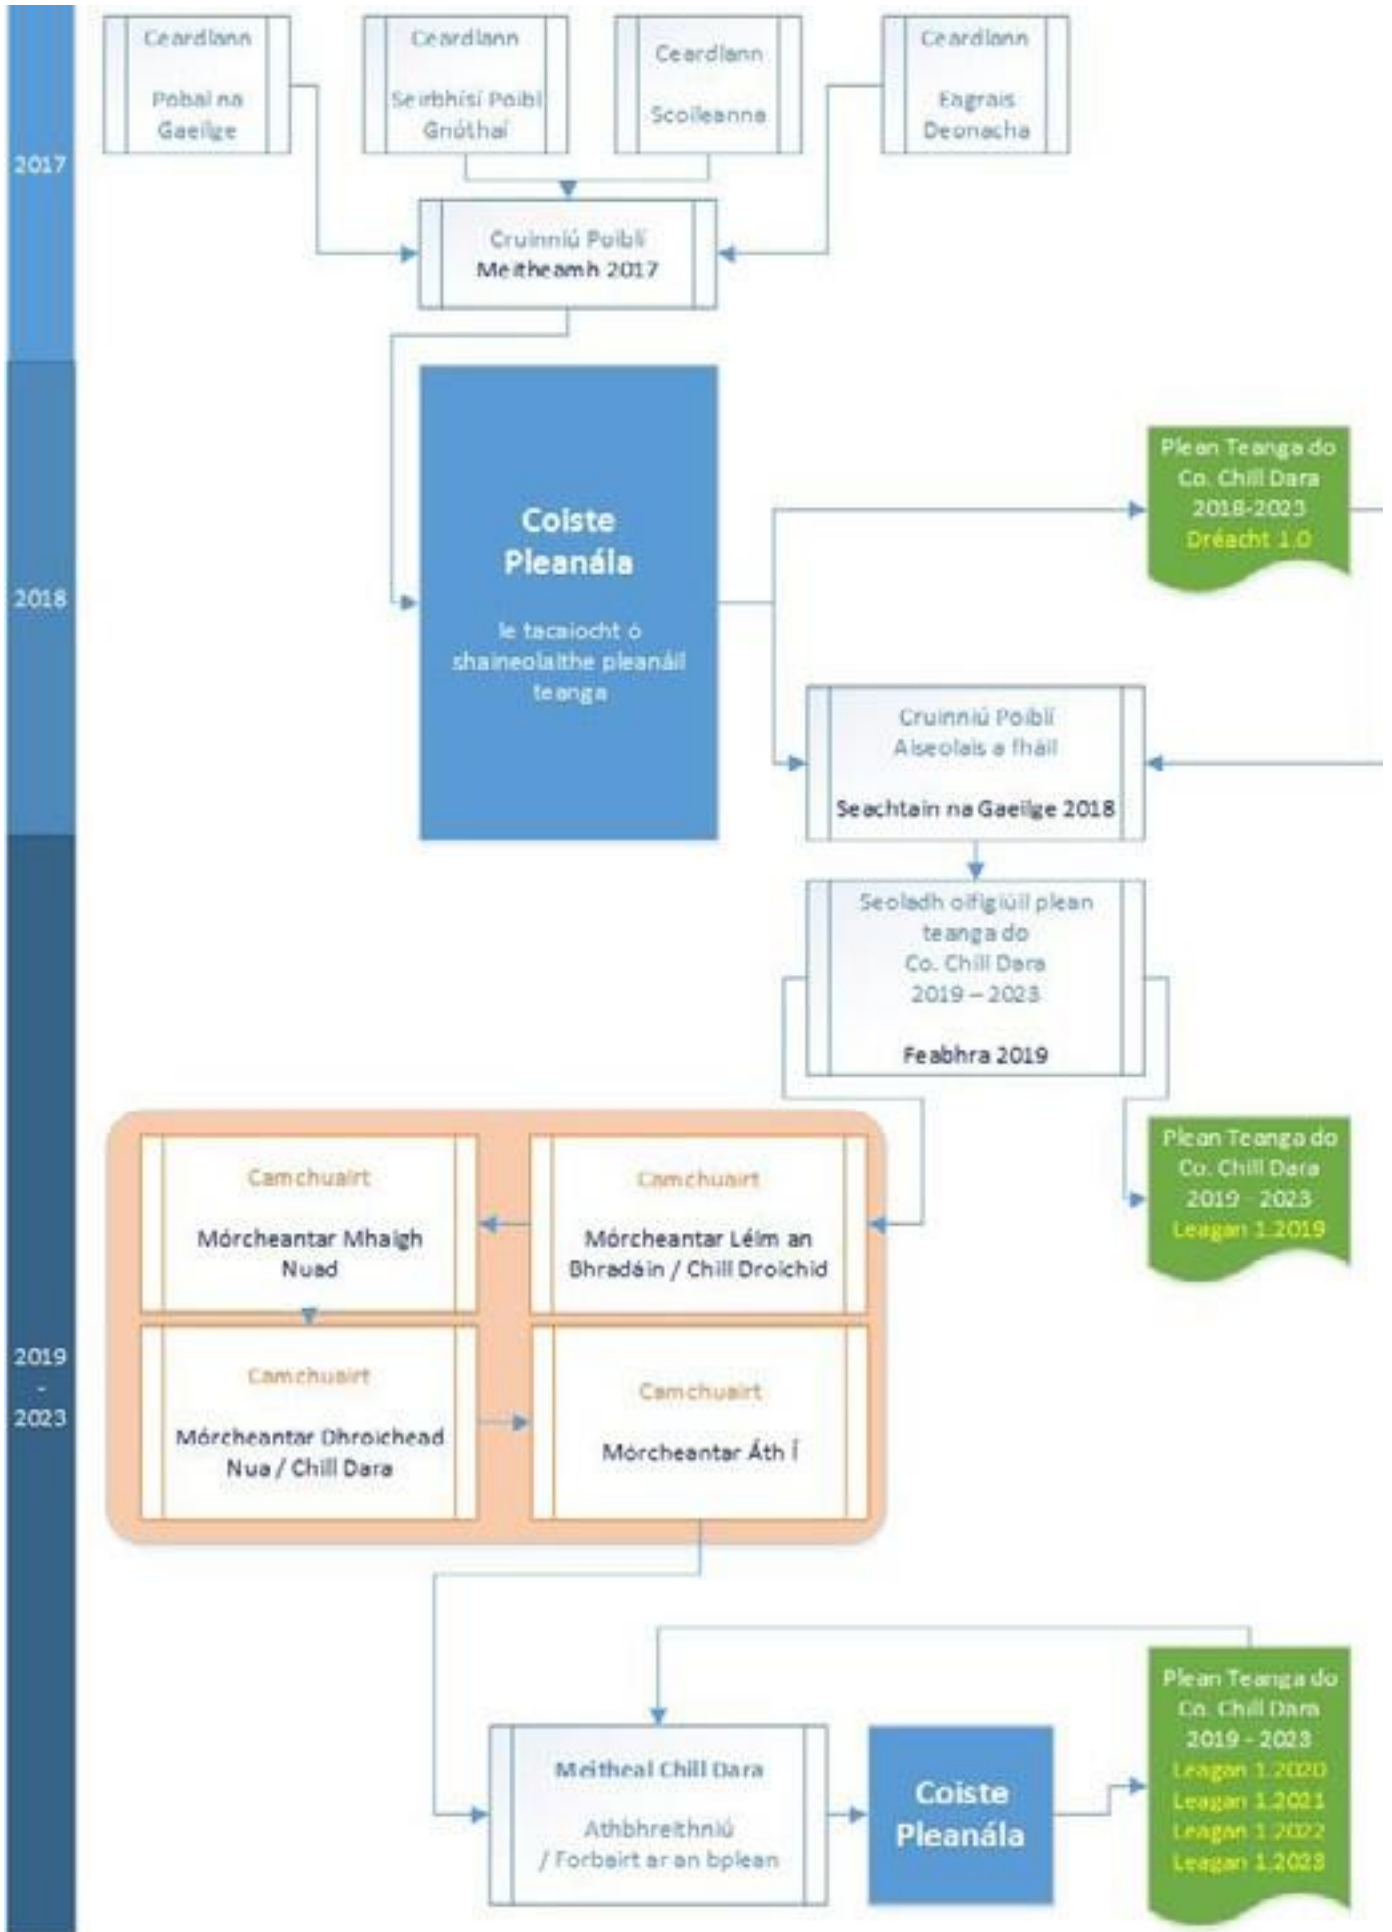 2017
Ceardlann
Pobal na
Gaeilge
Ceardlann
Seirbhísí Poibl
Gnóthaí
Ceardlann
Scoileanna
Ceardlann
Eagrais
Deonacha
Cruinniú Poiblí
Meitheamh 2017
2018
Coiste
Pleanála
le tacaiocht ó
shaineolaithe pleanáil
teanga
Plean Teanga do
Co. Chill Dara
2018-2023
Dréacht 1.0
Cruinniú Poiblí
Aiseolais a fháil
Seachtain na Gaeilge 2018
Seoladh oifigiúil plean
teanga do
Co. Chill Dara
2019 – 2023
Feabhra 2019
Plean Teanga do
Co. Chill Dara
2019 - 2023
Leagan 1.2019
2019
-
2023
Camchuairt
Mórcheantar Léim an
Bhradáin / Chill Droichid
Camchuairt
Mórcheantar Mhaigh
Nuad
Camchuairt
Mórcheantar Dhroichead
Nua / Chill Dara
Camchuairt
Mórcheantar Áth Í
Meitheal Chill Dara
Athbhreithniú
/ Forbairt ar an bplean
Coiste
Pleanála
Plean Teanga do
Co. Chill Dara
2019 - 2023
Leagan 1.2020
Leagan 1.2021
Leagan 1.2022
Leagan 1.2023